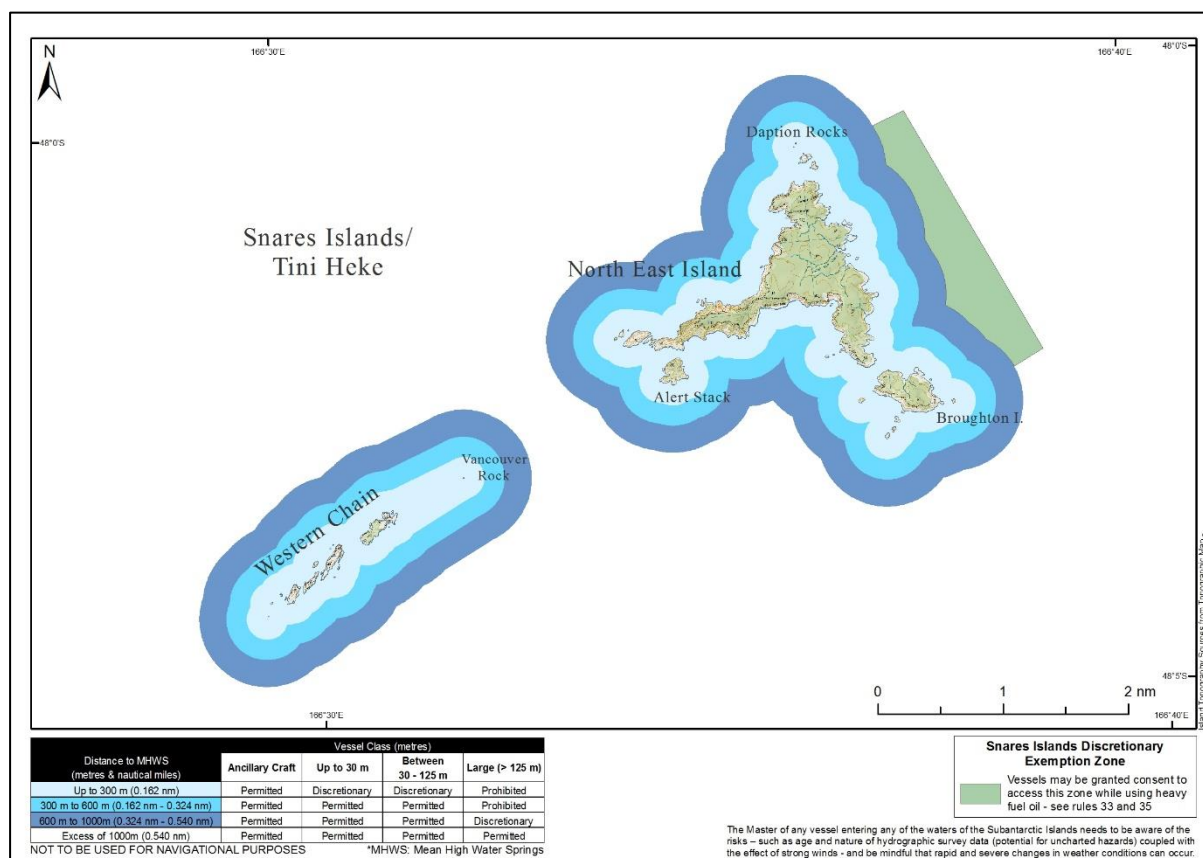 N
166°30'E
166°40'E
48°0'S
48°0'S
Daption Rocks
Snares Islands/
Tini Heke
North East Island
Alert Stack
Broughton I.
Vancouver
Rock
Western Chain
48°5'S
0 1 2 nm
166°30'E
166°40'E
Island Topography Sources from Topographic Map -
Vessel Class (metres)
Distance to MHWS
(metres & nautical miles)
Ancillary Craft Up to 30 m Between
30 - 125 m Large (> 125 m)
Up to 300 m (0.162 nm) Permitted Discretionary Discretionary Prohibited
300 m to 600 m (0.162 nm - 0.324 nm) Permitted Permitted Permitted Prohibited
600 m to 1000m (0.324 nm - 0.540 nm) Permitted Permitted Permitted Discretionary
Excess of 1000m (0.540 nm) Permitted Permitted Permitted Permitted
NOT TO BE USED FOR NAVIGATIONAL PURPOSES *MHWS: Mean High Water Springs
Snares Islands Discretionary
Exemption Zone
Vessels may be granted consent to
access this zone while using heavy
fuel oil - see rules 33 and 35
The Master of any vessel entering any of the waters of the Subantarctic Islands needs to be aware of the
risks – such as age and nature of hydrographic survey data (potential for uncharted hazards) coupled with
the effect of strong winds - and be mindful that rapid and severe changes in weather conditions can occur.